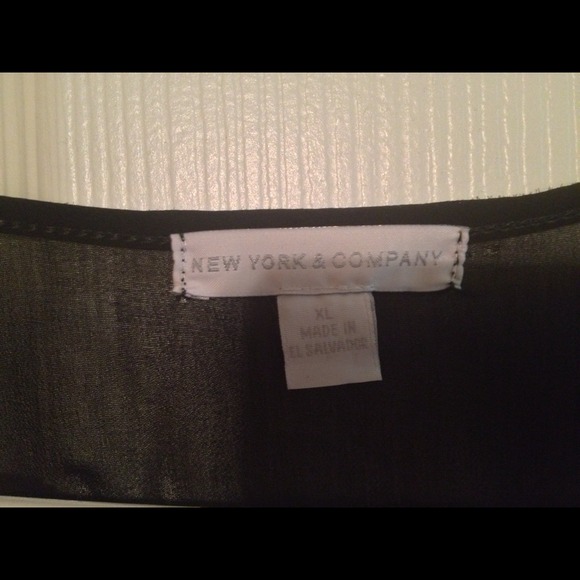 NEW YORK & COMPANY
XL
MADE IN
EL SALVADOR